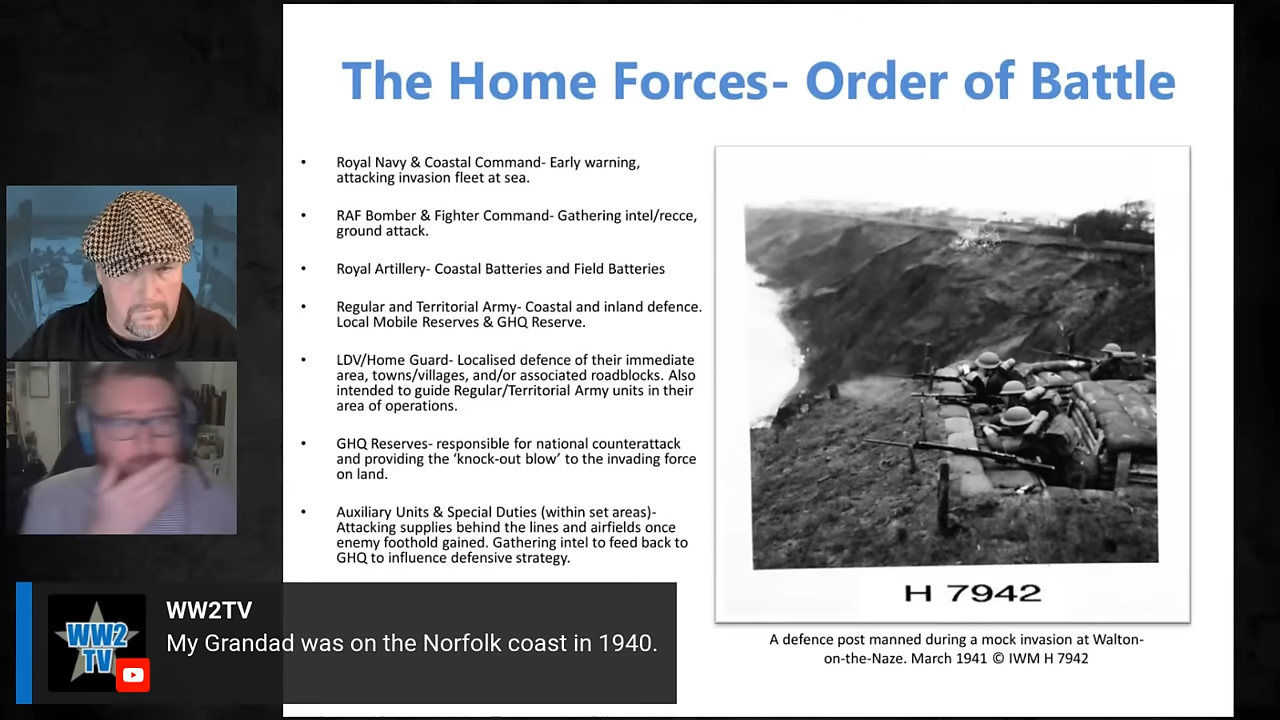 The Home Forces- Order of Battle
• Royal Navy & Coastal Command- Early warning,
attacking invasion fleet at sea.
• RAF Bomber & Fighter Command- Gathering intel/recce,
ground attack.
• Royal Artillery- Coastal Batteries and Field Batteries
• Regular and Territorial Army- Coastal and inland defence.
Local Mobile Reserves & GHQ Reserve.
• LDV/Home Guard- Localised defence of their immediate
area, towns/villages, and/or associated roadblocks. Also
intended to guide Regular/Territorial Army units in their
area of operations.
• GHQ Reserves- responsible for national counterattack
and providing the ‘knock-out blow’ to the invading force
on land.
• Auxiliary Units & Special Duties (within set areas)-
Attacking supplies behind the lines and airfields once
enemy foothold gained. Gathering intel to feed back to
GHQ to influence defensive strategy.
H 7942
A defence post manned during a mock invasion at Walton-
on-the-Naze. March 1941 © IWM H 7942
WW2
TV
WW2TV
My Grandad was on the Norfolk coast in 1940.